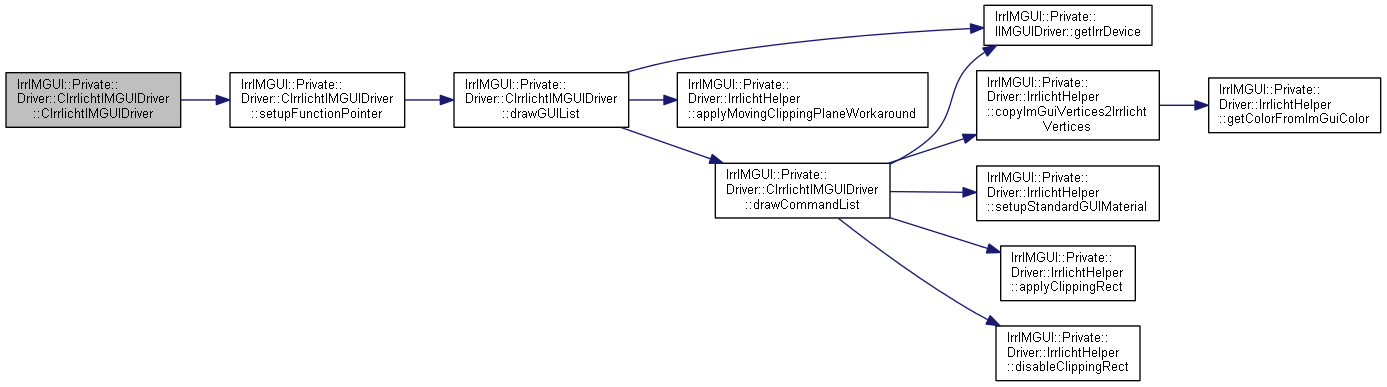 IrrIMGUI::Private::
Driver::CIrrlichtIMGUIDriver
::CIrrlichtIMGUIDriver
IrrIMGUI::Private::
Driver::CIrrlichtIMGUIDriver
::setupFunctionPointer
IrrIMGUI::Private::
Driver::CIrrlichtIMGUIDriver
::drawGUIList
IrrIMGUI::Private::
IIMGUIDriver::getIrrDevice
IrrIMGUI::Private::
Driver::IrrlichtHelper
::applyMovingClippingPlaneWorkaround
IrrIMGUI::Private::
Driver::CIrrlichtIMGUIDriver
::drawCommandList
IrrIMGUI::Private::
Driver::IrrlichtHelper
::copyImGuiVertices2Irrlicht
Vertices
IrrIMGUI::Private::
Driver::IrrlichtHelper
::getColorFromImGuiColor
IrrIMGUI::Private::
Driver::IrrlichtHelper
::setupStandardGUIMaterial
IrrIMGUI::Private::
Driver::IrrlichtHelper
::applyClippingRect
IrrIMGUI::Private::
Driver::IrrlichtHelper
::disableClippingRect